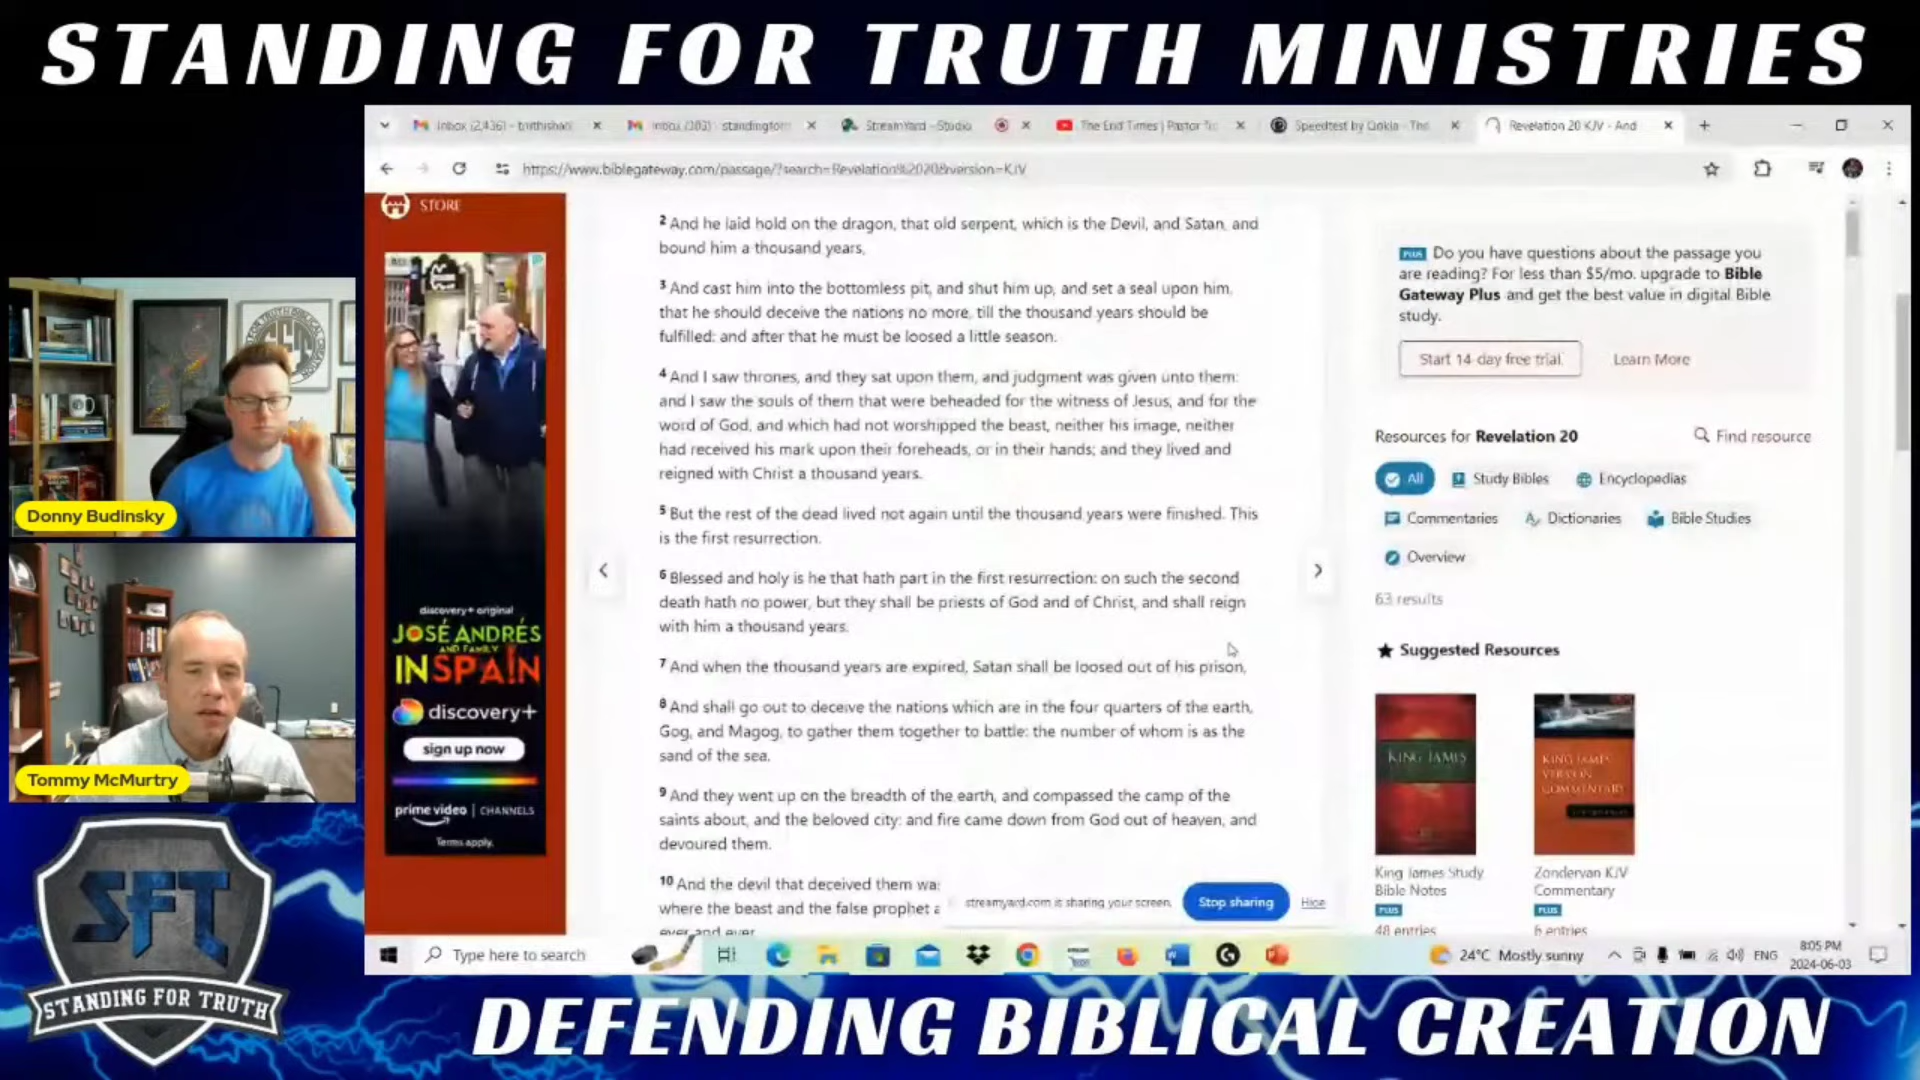 STANDING FOR TRUTH MINISTRIES
Inbox (2,436) - truthishar
Inbox (303) - standingfor
StreamYard - Studio
The End Times | Pastor T
Speedtest by Ookla - The
Revelation 20 KJV - And
https://www.biblegateway.com/passage/?search=Revelation%2020&version=KJV
STORE
2 And he laid hold on the dragon, that old serpent, which is the Devil, and Satan, and
bound him a thousand years,
3 And cast him into the bottomless pit, and shut him up, and set a seal upon him,
that he should deceive the nations no more, till the thousand years should be
fulfilled: and after that he must be loosed a little season.
4 And I saw thrones, and they sat upon them, and judgment was given unto them:
and I saw the souls of them that were beheaded for the witness of Jesus, and for the
word of God, and which had not worshipped the beast, neither his image, neither
had received his mark upon their foreheads, or in their hands; and they lived and
reigned with Christ a thousand years.
5 But the rest of the dead lived not again until the thousand years were finished. This
is the first resurrection.
6 Blessed and holy is he that hath part in the first resurrection: on such the second
death hath no power, but they shall be priests of God and of Christ, and shall reign
with him a thousand years.
7 And when the thousand years are expired, Satan shall be loosed out of his prison,
8 And shall go out to deceive the nations which are in the four quarters of the earth,
Gog, and Magog, to gather them together to battle: the number of whom is as the
sand of the sea.
9 And they went up on the breadth of the earth, and compassed the camp of the
saints about, and the beloved city: and fire came down from God out of heaven, and
devoured them.
10 And the devil that deceived them wa
where the beast and the false prophet a
ever and ever.
streamyard.com is sharing your screen.
Stop sharing
Hide
discovery+ original
JOSÉ ANDRÉS
AND FAMILY
IN SPAIN
discovery+
sign up now
prime video | CHANNELS
Terms apply.
PLUS Do you have questions about the passage you
are reading? For less than $5/mo. upgrade to Bible
Gateway Plus and get the best value in digital Bible
study.
Start 14-day free trial
Learn More
Resources for Revelation 20
Find resource
All
Study Bibles
Encyclopedias
Commentaries
Dictionaries
Bible Studies
Overview
63 results
Suggested Resources
KING JAMES
KING JAMES
VERSION
COMMENTARY
King James Study
Bible Notes
PLUS
48 entries
Zondervan KJV
Commentary
PLUS
6 entries
Donny Budinsky
Tommy McMurtry
Type here to search
24°C Mostly sunny
ENG
8:05 PM
2024-06-03
SFT
STANDING FOR TRUTH
DEFENDING BIBLICAL CREATION